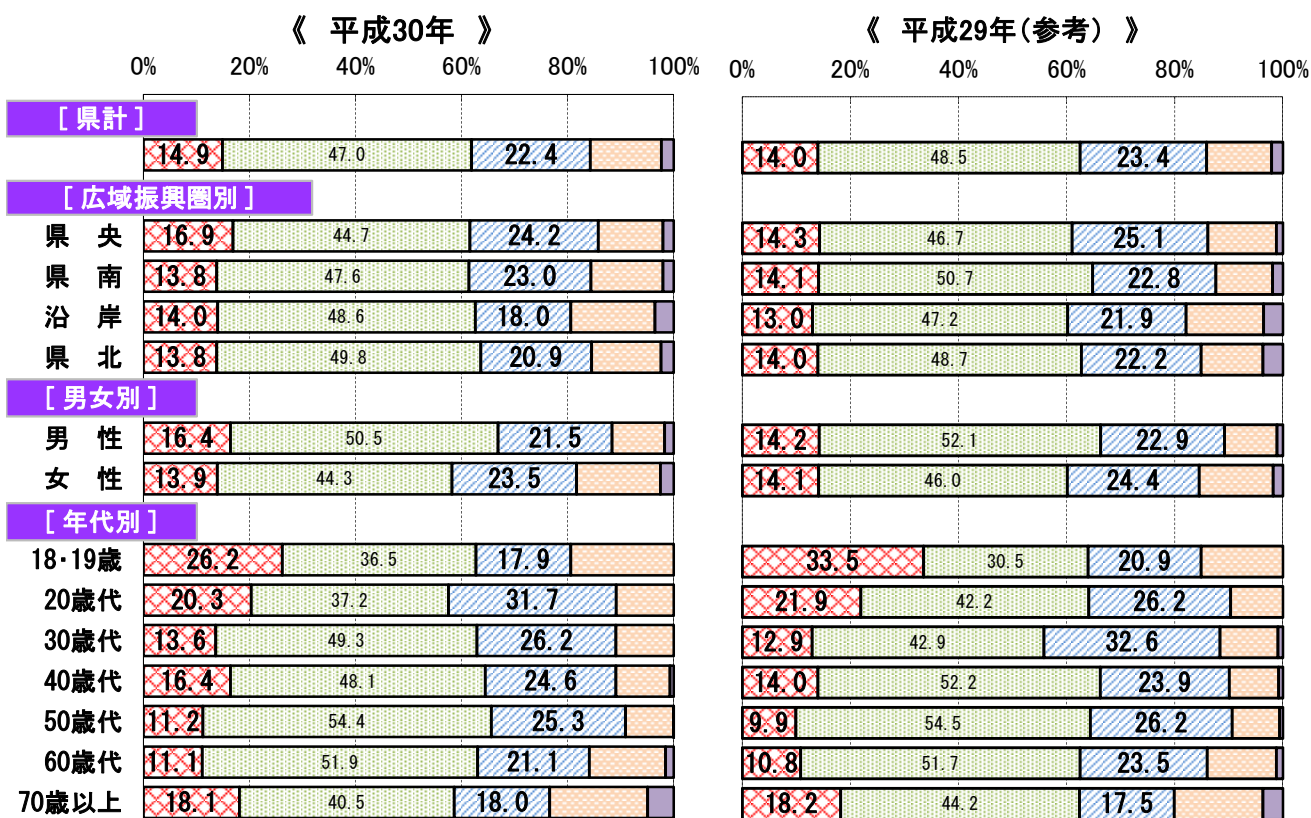 《 平成30年 》
0% 20% 40% 60% 80% 100%
[ 県計 ]
14.9 47.0 22.4
[ 広域振興圏別 ]
県 央 16.9 44.7 24.2
県 南 13.8 47.6 23.0
沿 岸 14.0 48.6 18.0
県 北 13.8 49.8 20.9
[ 男女別 ]
男 性 16.4 50.5 21.5
女 性 13.9 44.3 23.5
[ 年代別 ]
18・19歳 26.2 36.5 17.9
20歳代 20.3 37.2 31.7
30歳代 13.6 49.3 26.2
40歳代 16.4 48.1 24.6
50歳代 11.2 54.4 25.3
60歳代 11.1 51.9 21.1
70歳以上 18.1 40.5 18.0
《 平成29年(参考) 》
0% 20% 40% 60% 80% 100%
14.0 48.5 23.4
14.3 46.7 25.1
14.1 50.7 22.8
13.0 47.2 21.9
14.0 48.7 22.2
14.2 52.1 22.9
14.1 46.0 24.4
33.5 30.5 20.9
21.9 42.2 26.2
12.9 42.9 32.6
14.0 52.2 23.9
9.9 54.5 26.2
10.8 51.7 23.5
18.2 44.2 17.5